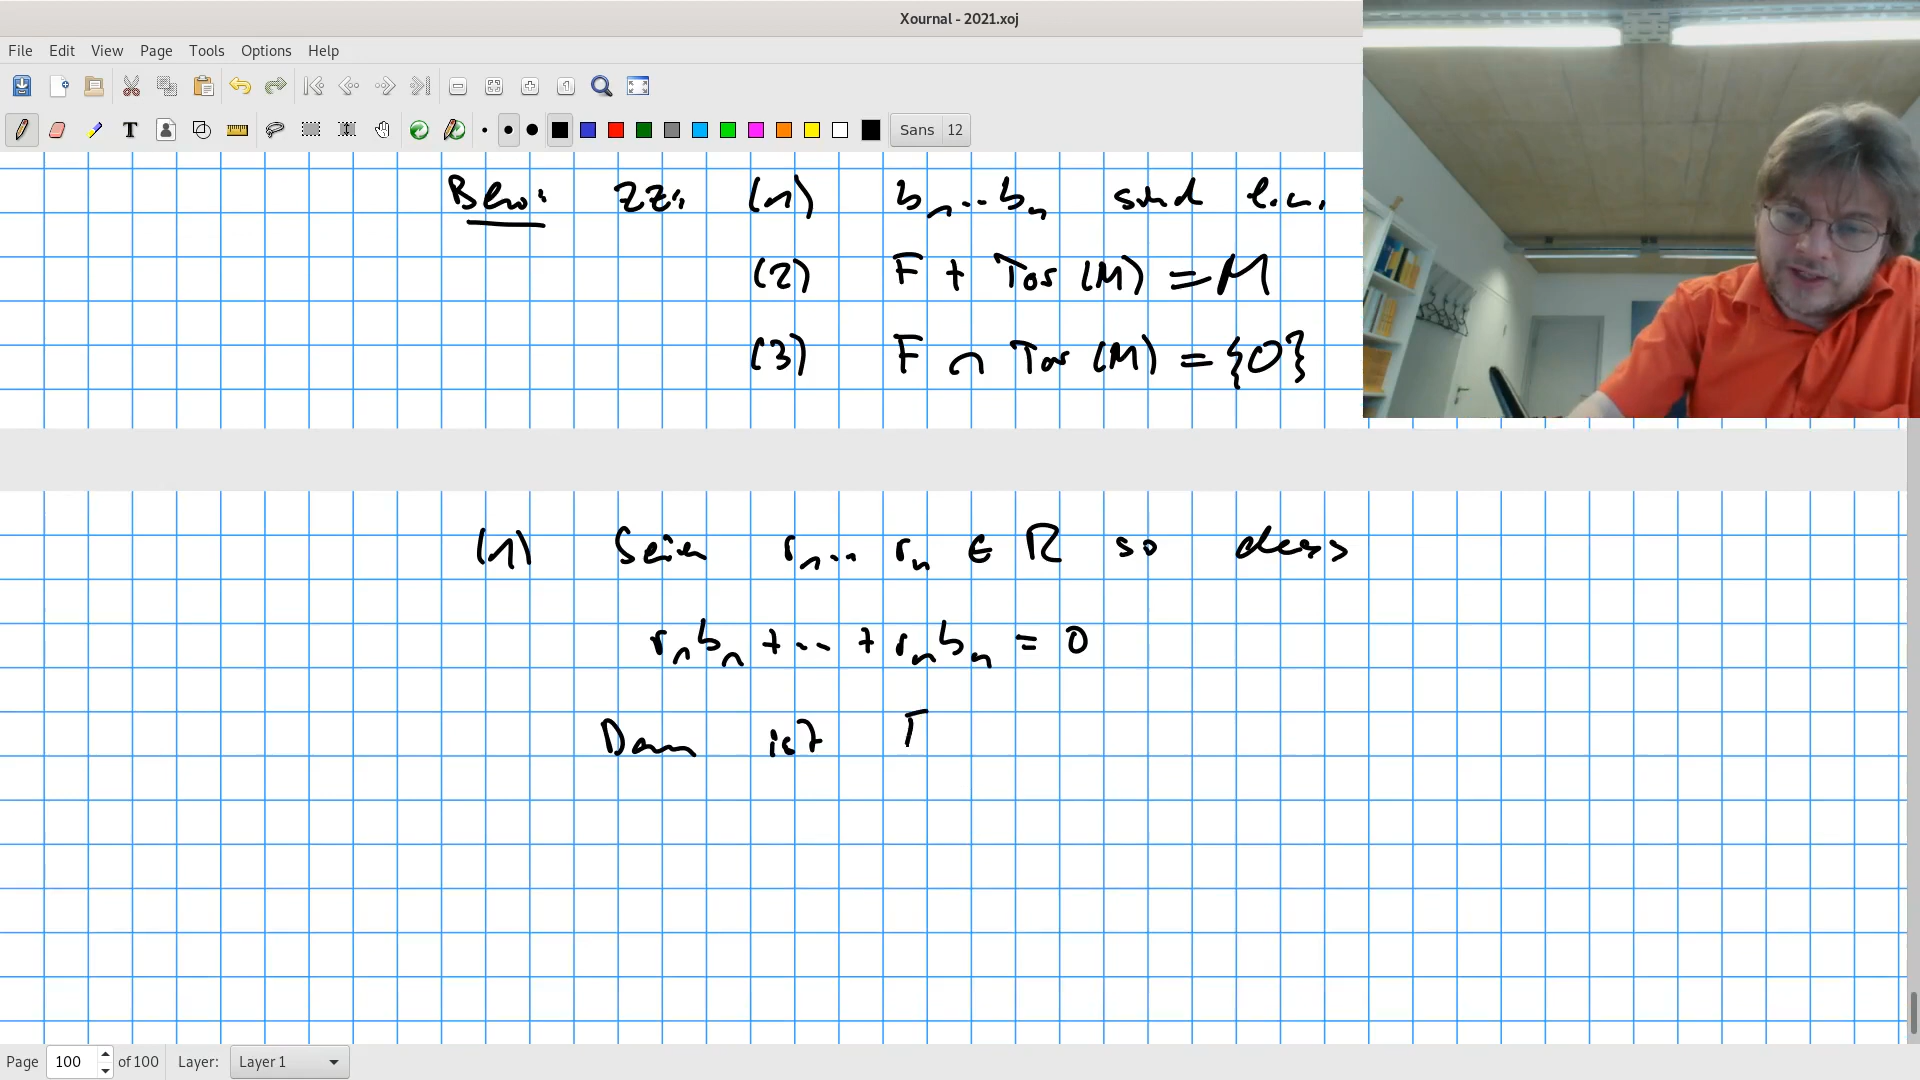 Xournal - 2021.xoj
File Edit View Page Tools Options Help
Sans 12
Bew: ZZ: (1) b₁, ... bₙ sind l.u.
(2) F + Tor (M) = M
(3) F ∩ Tor (M) = {0}
(1) Seien r₁, ... rₙ ∈ R so dass
r₁b₁ + ... + rₙbₙ = 0
Dann ist
Page 100 of 100 Layer: Layer 1